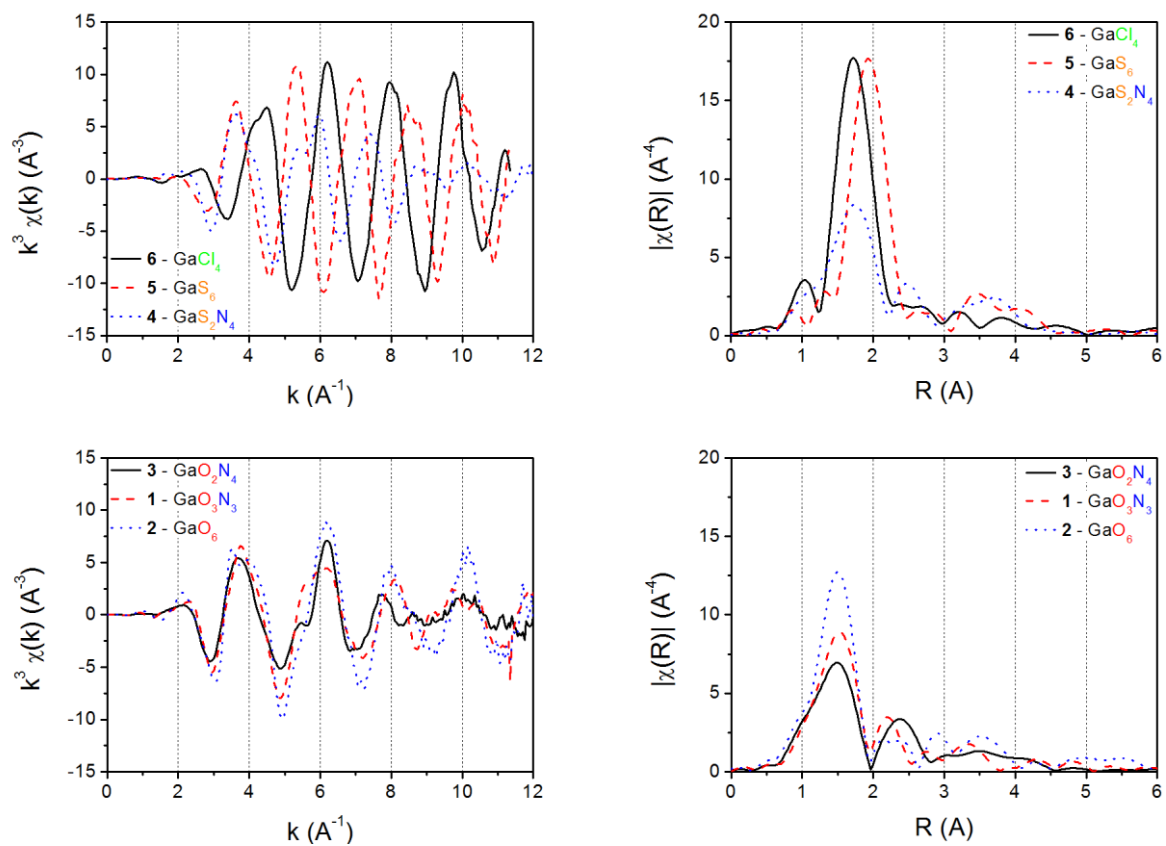 15
10
5
0
-5
-10
-15
k³ χ(k) (A⁻³)
6 - GaCl₄
5 - GaS₆
4 - GaS₂N₄
0 2 4 6 8 10 12
k (A⁻¹)
20
15
10
5
0
|χ(R)| (A⁻⁴)
6 - GaCl₄
5 - GaS₆
4 - GaS₂N₄
0 1 2 3 4 5 6
R (A)
15
10
5
0
-5
-10
-15
k³ χ(k) (A⁻³)
3 - GaO₂N₄
1 - GaO₃N₃
2 - GaO₆
0 2 4 6 8 10 12
k (A⁻¹)
20
15
10
5
0
|χ(R)| (A⁻⁴)
3 - GaO₂N₄
1 - GaO₃N₃
2 - GaO₆
0 1 2 3 4 5 6
R (A)